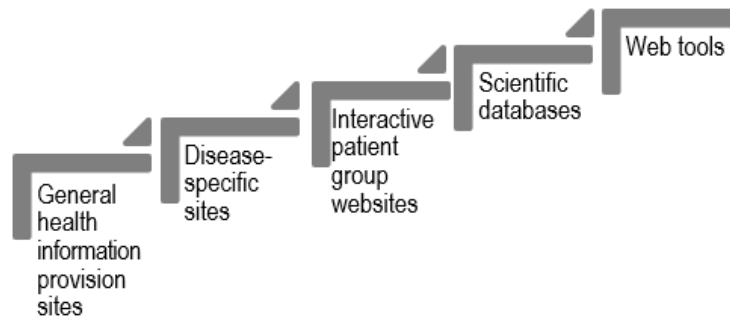 General
health
information
provision
sites
Disease-
specific
sites
Interactive
patient
group
websites
Scientific
databases
Web tools